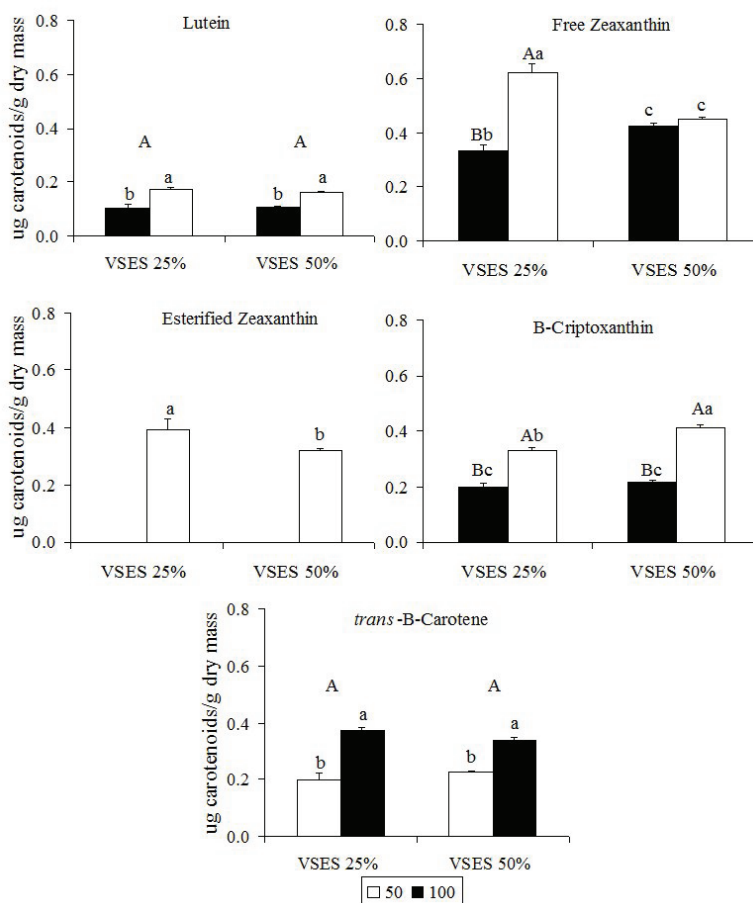 Lutein
ug carotenoids/g dry mass
0.8
0.6
0.4
0.2
0.0
A
A
b
a
b
a
VSES 25%
VSES 50%
Free Zeaxanthin
0.8
0.6
0.4
0.2
0.0
Bb
Aa
c
c
VSES 25%
VSES 50%
Esterified Zeaxanthin
ug carotenoids/g dry mass
0.8
0.6
0.4
0.2
0.0
a
b
VSES 25%
VSES 50%
B-Criptoxanthin
0.8
0.6
0.4
0.2
0.0
Bc
Ab
Bc
Aa
VSES 25%
VSES 50%
trans-B-Carotene
ug carotenoids/g dry mass
0.8
0.6
0.4
0.2
0.0
A
A
b
a
b
a
VSES 25%
VSES 50%
50 100